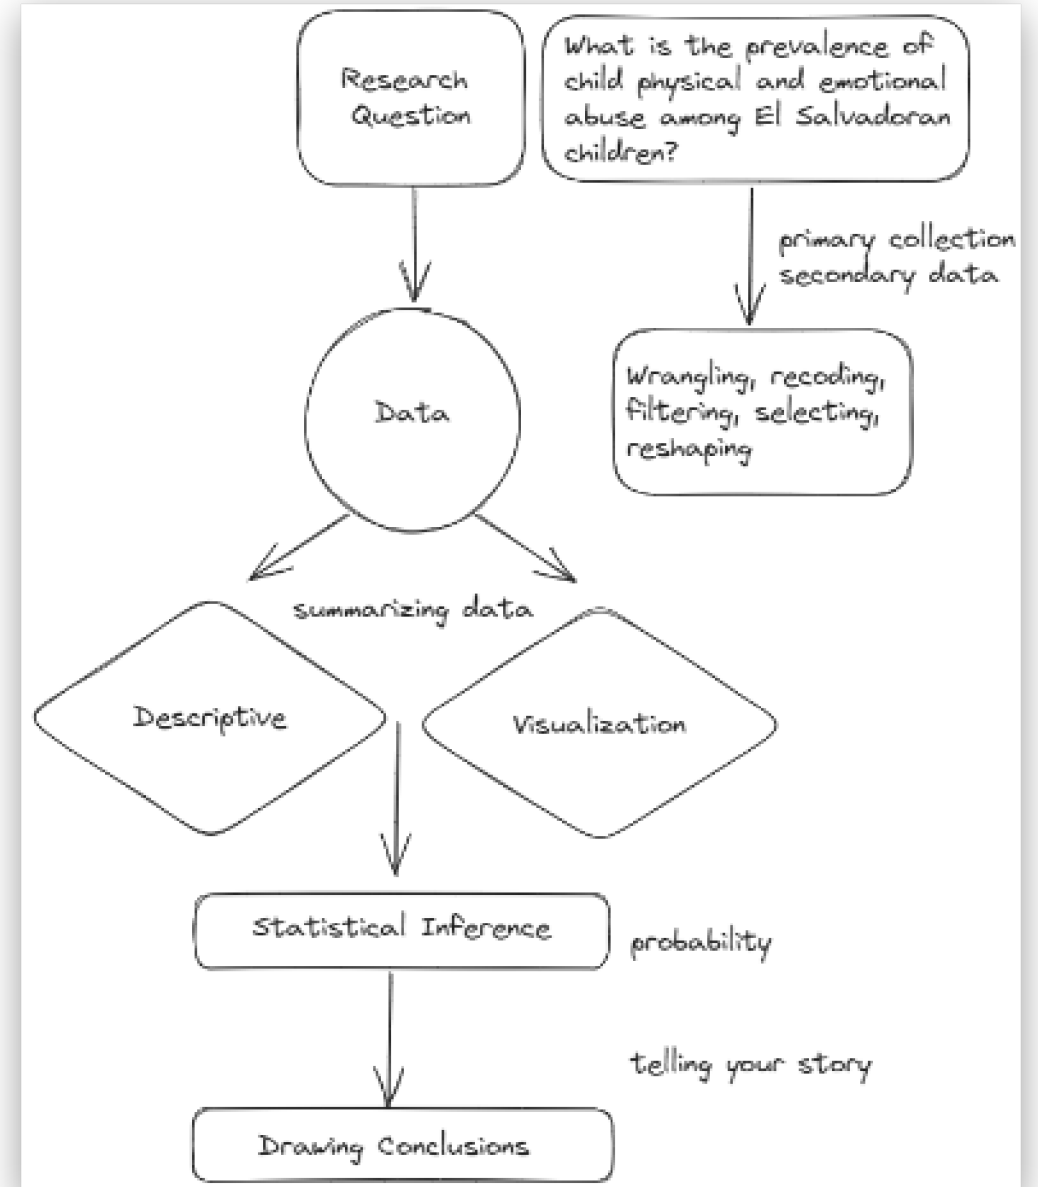 Research
Question
What is the prevalence of
child physical and emotional
abuse among El Salvadoran
children?
primary collection
secondary data
Data
Wrangling, recoding,
filtering, selecting,
reshaping
summarizing data
Descriptive
Visualization
Statistical Inference
probability
telling your story
Drawing Conclusions